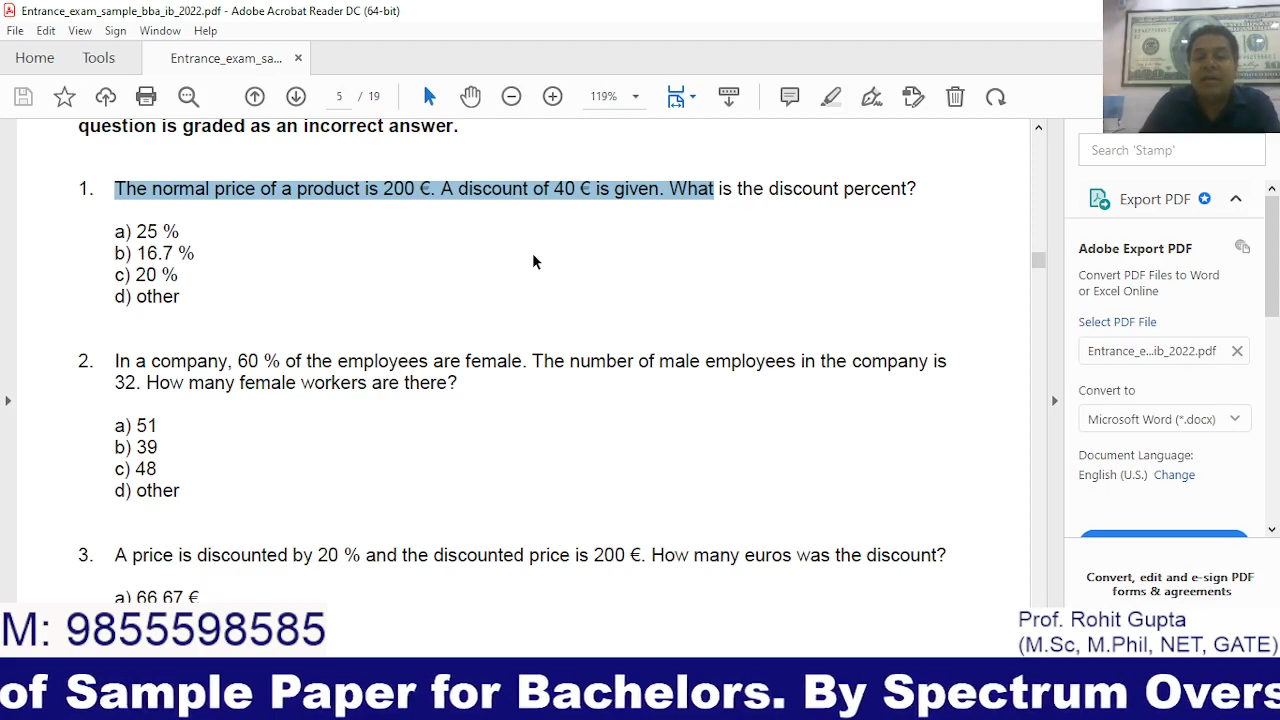 Entrance_exam_sample_bba_ib_2022.pdf - Adobe Acrobat Reader DC (64-bit)
File Edit View Sign Window Help
Home Tools Entrance_exam_sa... ×
5 / 19 119%
question is graded as an incorrect answer.
Search 'Stamp'
1. The normal price of a product is 200 €. A discount of 40 € is given. What is the discount percent?
a) 25 %
b) 16.7 %
c) 20 %
d) other
2. In a company, 60 % of the employees are female. The number of male employees in the company is
32. How many female workers are there?
a) 51
b) 39
c) 48
d) other
3. A price is discounted by 20 % and the discounted price is 200 €. How many euros was the discount?
a) 66.67 €
Export PDF
Adobe Export PDF
Convert PDF Files to Word
or Excel Online
Select PDF File
Entrance_e...ib_2022.pdf
Convert to
Microsoft Word (*.docx)
Document Language:
English (U.S.) Change
Convert, edit and e-sign PDF
forms & agreements
M: 9855598585
Prof. Rohit Gupta
(M.Sc, M.Phil, NET, GATE)
of Sample Paper for Bachelors. By Spectrum Overs